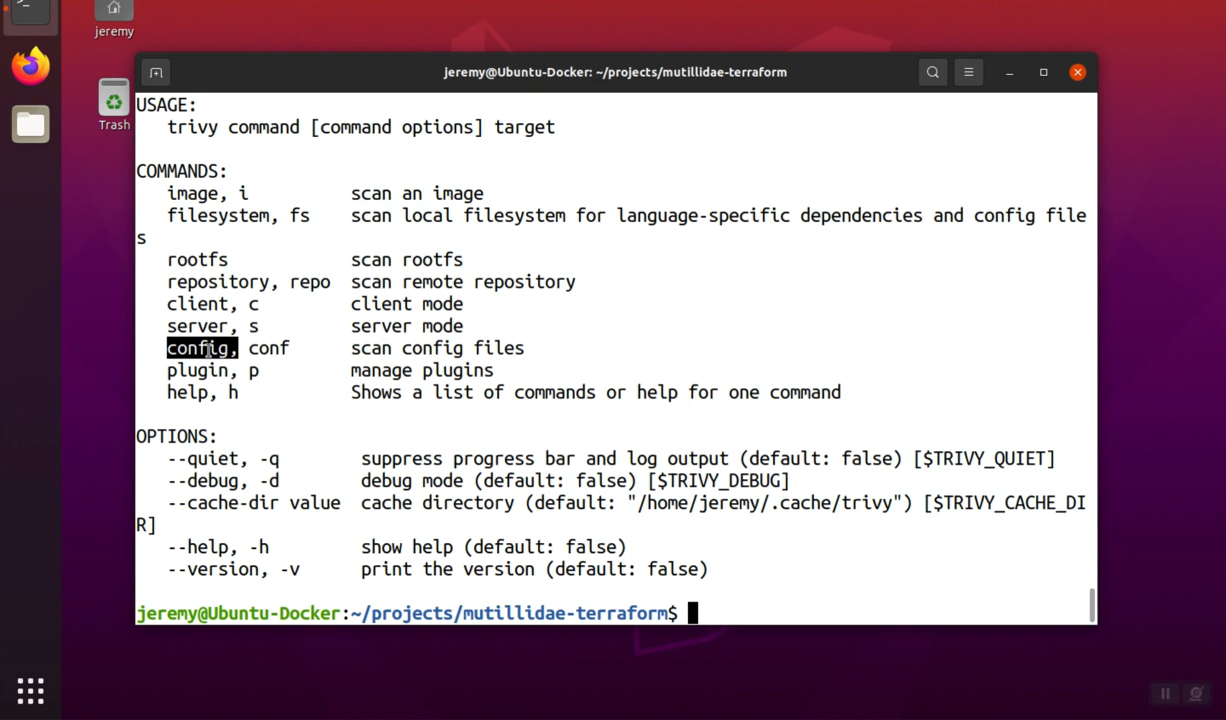 jeremy
Trash
jeremy@Ubuntu-Docker: ~/projects/mutillidae-terraform
USAGE:
trivy command [command options] target
COMMANDS:
image, i scan an image
filesystem, fs scan local filesystem for language-specific dependencies and config file
s
rootfs scan rootfs
repository, repo scan remote repository
client, c client mode
server, s server mode
config, conf scan config files
plugin, p manage plugins
help, h Shows a list of commands or help for one command
OPTIONS:
--quiet, -q suppress progress bar and log output (default: false) [$TRIVY_QUIET]
--debug, -d debug mode (default: false) [$TRIVY_DEBUG]
--cache-dir value cache directory (default: "/home/jeremy/.cache/trivy") [$TRIVY_CACHE_DI
R]
--help, -h show help (default: false)
--version, -v print the version (default: false)
jeremy@Ubuntu-Docker:~/projects/mutillidae-terraform$